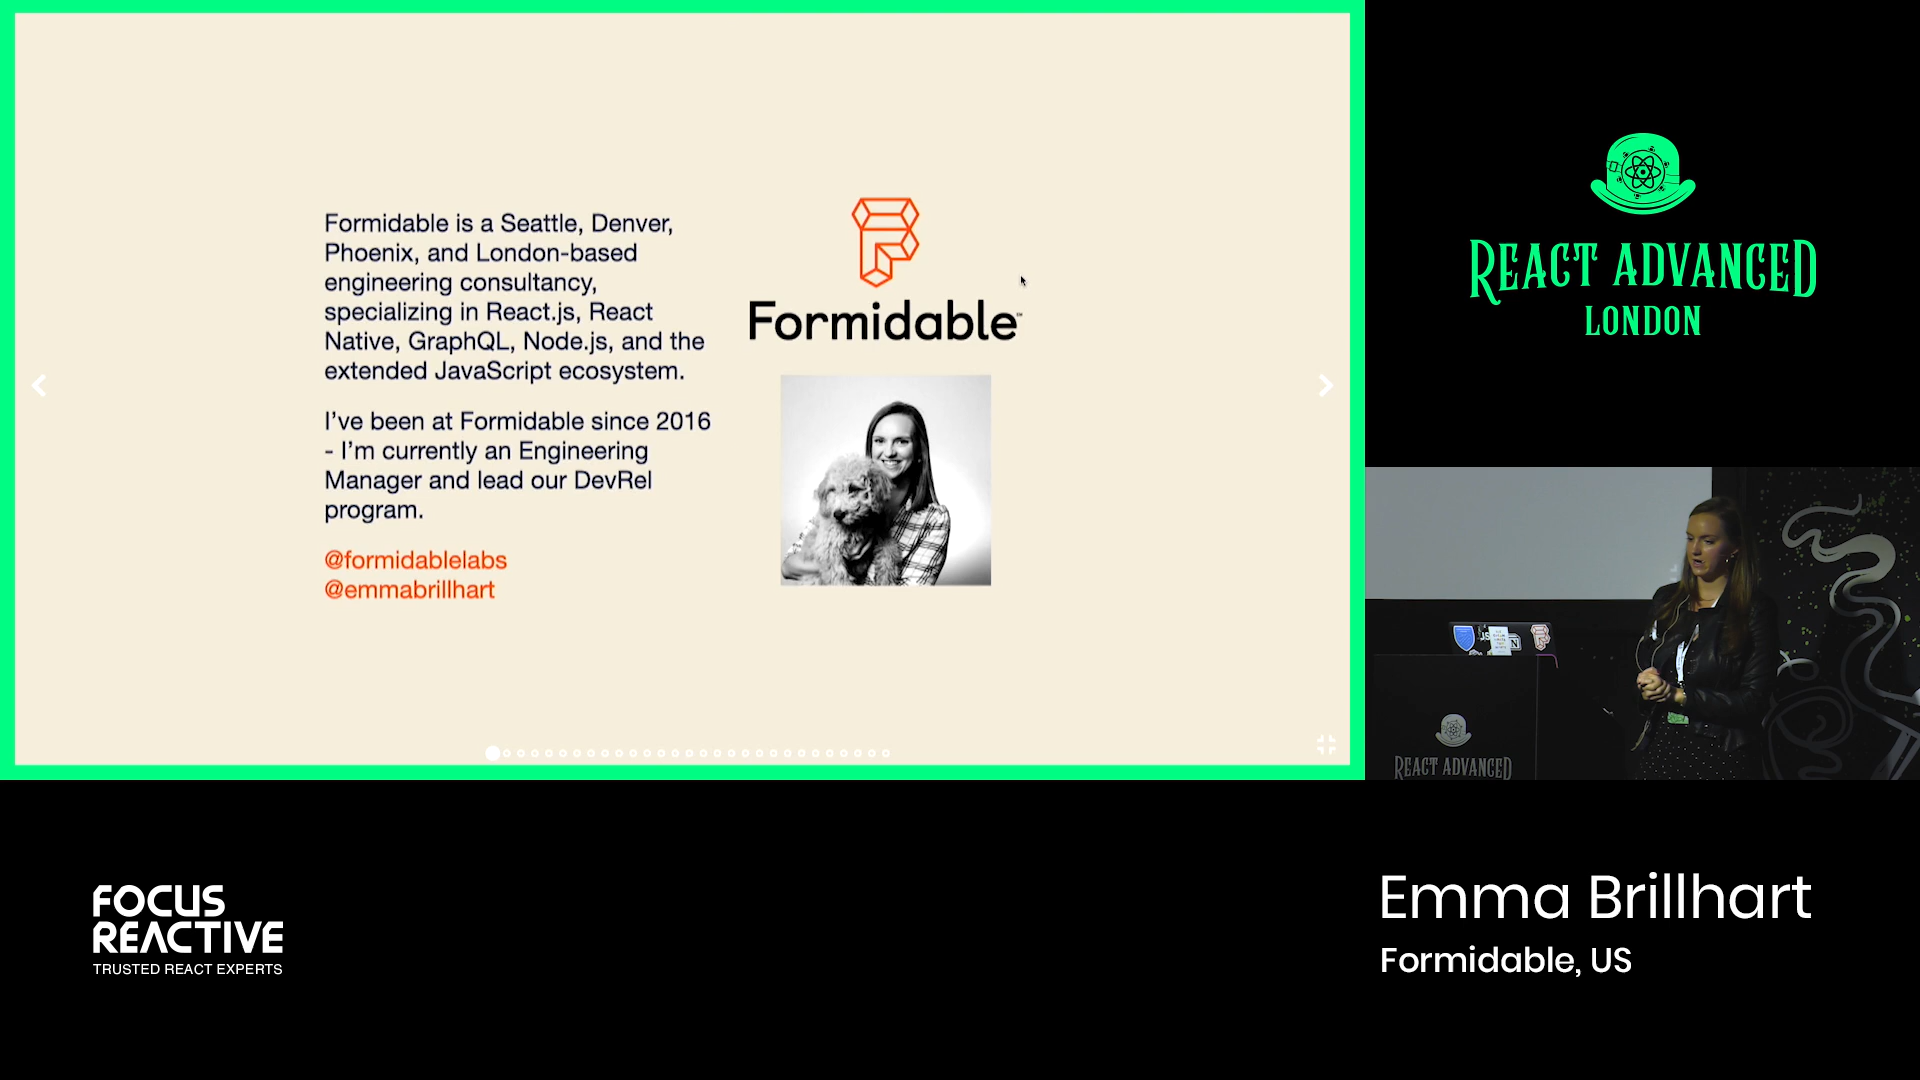 Formidable is a Seattle, Denver,
Phoenix, and London-based
engineering consultancy,
specializing in React.js, React
Native, GraphQL, Node.js, and the
extended JavaScript ecosystem.
I’ve been at Formidable since 2016
- I’m currently an Engineering
Manager and lead our DevRel
program.
@formidablelabs
@emmabrillhart
Formidable™
REACT ADVANCED
LONDON
JS
N
REACT ADVANCED
FOCUS
REACTIVE
TRUSTED REACT EXPERTS
Emma Brillhart
Formidable, US